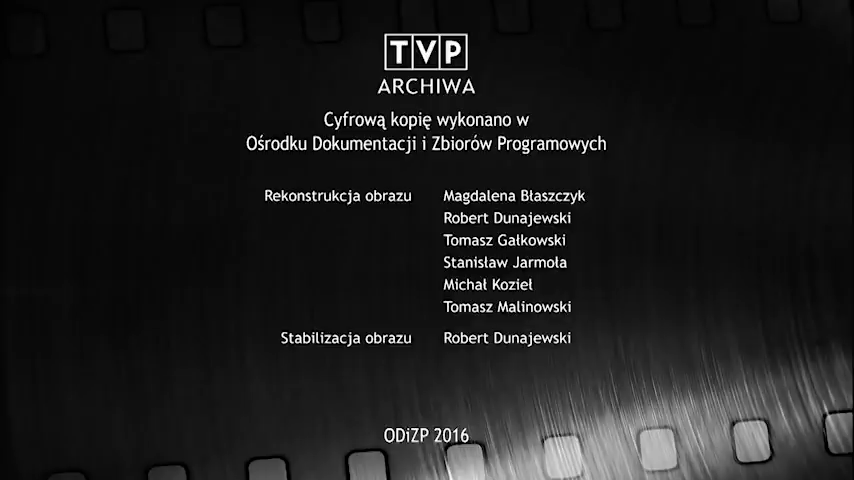 TVP
ARCHIWA
Cyfrową kopię wykonano w
Ośrodku Dokumentacji i Zbiorów Programowych
Rekonstrukcja obrazu Magdalena Błaszczyk
Robert Dunajewski
Tomasz Gałkowski
Stanisław Jarmoła
Michał Kozieł
Tomasz Malinowski
Stabilizacja obrazu Robert Dunajewski
ODiZP 2016